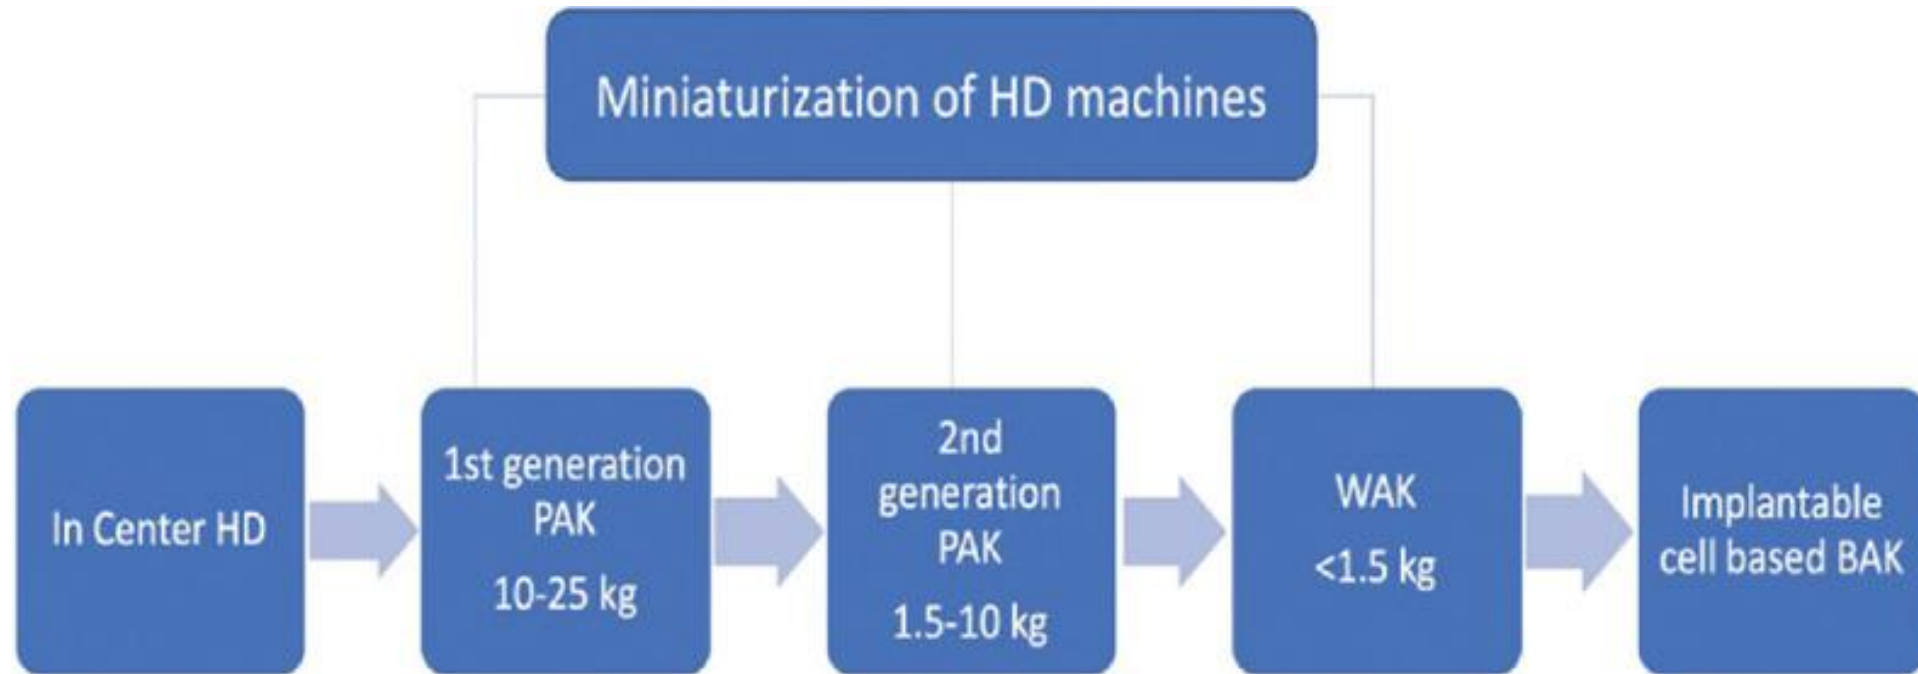 Miniaturization of HD machines
In Center HD
1st generation
PAK
10-25 kg
2nd
generation
PAK
1.5-10 kg
WAK
<1.5 kg
Implantable
cell based BAK